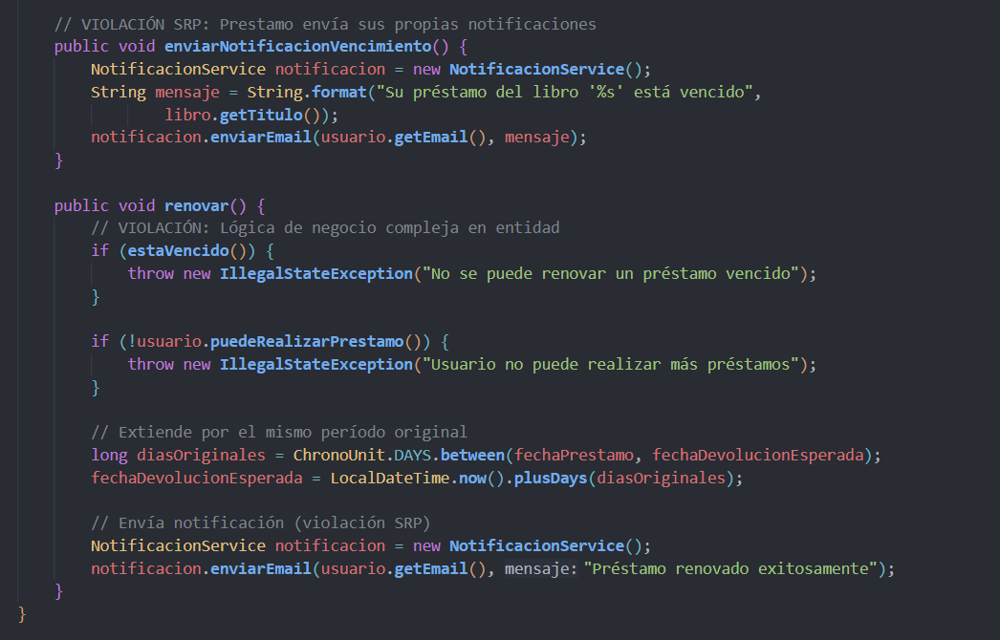 // VIOLACIÓN SRP: Prestamo envía sus propias notificaciones
public void enviarNotificacionVencimiento() {
NotificacionService notificacion = new NotificacionService();
String mensaje = String.format("Su préstamo del libro '%s' está vencido",
libro.getTitulo());
notificacion.enviarEmail(usuario.getEmail(), mensaje);
}
public void renovar() {
// VIOLACIÓN: Lógica de negocio compleja en entidad
if (estaVencido()) {
throw new IllegalStateException("No se puede renovar un préstamo vencido");
}
if (!usuario.puedeRealizarPrestamo()) {
throw new IllegalStateException("Usuario no puede realizar más préstamos");
}
// Extiende por el mismo período original
long diasOriginales = ChronoUnit.DAYS.between(fechaPrestamo, fechaDevolucionEsperada);
fechaDevolucionEsperada = LocalDateTime.now().plusDays(diasOriginales);
// Envía notificación (violación SRP)
NotificacionService notificacion = new NotificacionService();
notificacion.enviarEmail(usuario.getEmail(), mensaje: "Préstamo renovado exitosamente");
}
}